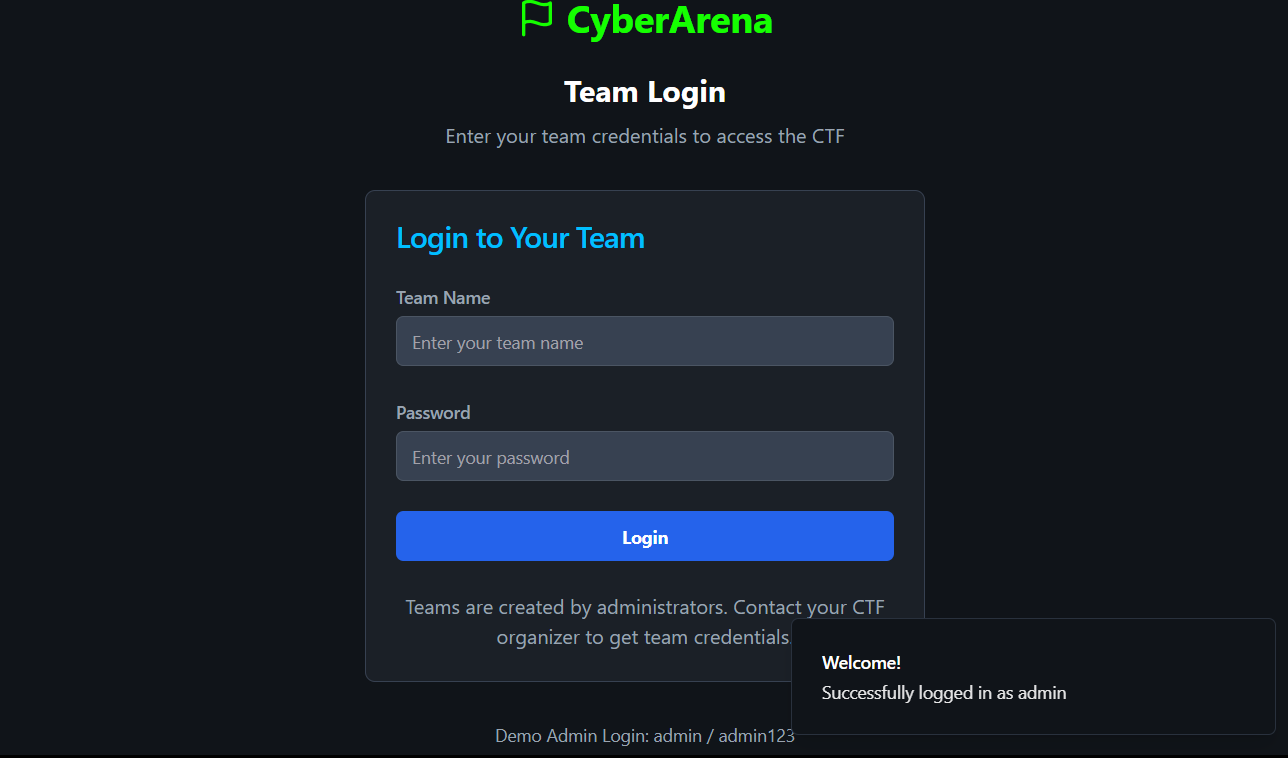 CyberArena
Team Login
Enter your team credentials to access the CTF
Login to Your Team
Team Name
Enter your team name
Password
Enter your password
Login
Teams are created by administrators. Contact your CTF
organizer to get team credentials.
Welcome!
Successfully logged in as admin
Demo Admin Login: admin / admin123